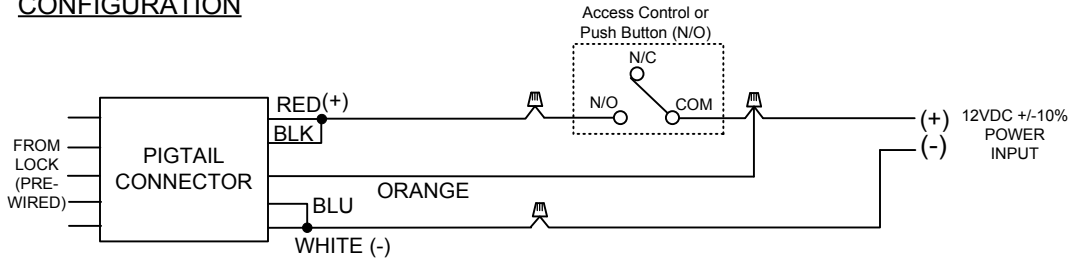 CONFIGURATION
Access Control or
Push Button (N/O)
N/C
N/O
COM
RED(+)
BLK
FROM
LOCK
(PRE-
WIRED)
PIGTAIL
CONNECTOR
ORANGE
BLU
WHITE (-)
(+)
(-)
12VDC +/-10%
POWER
INPUT